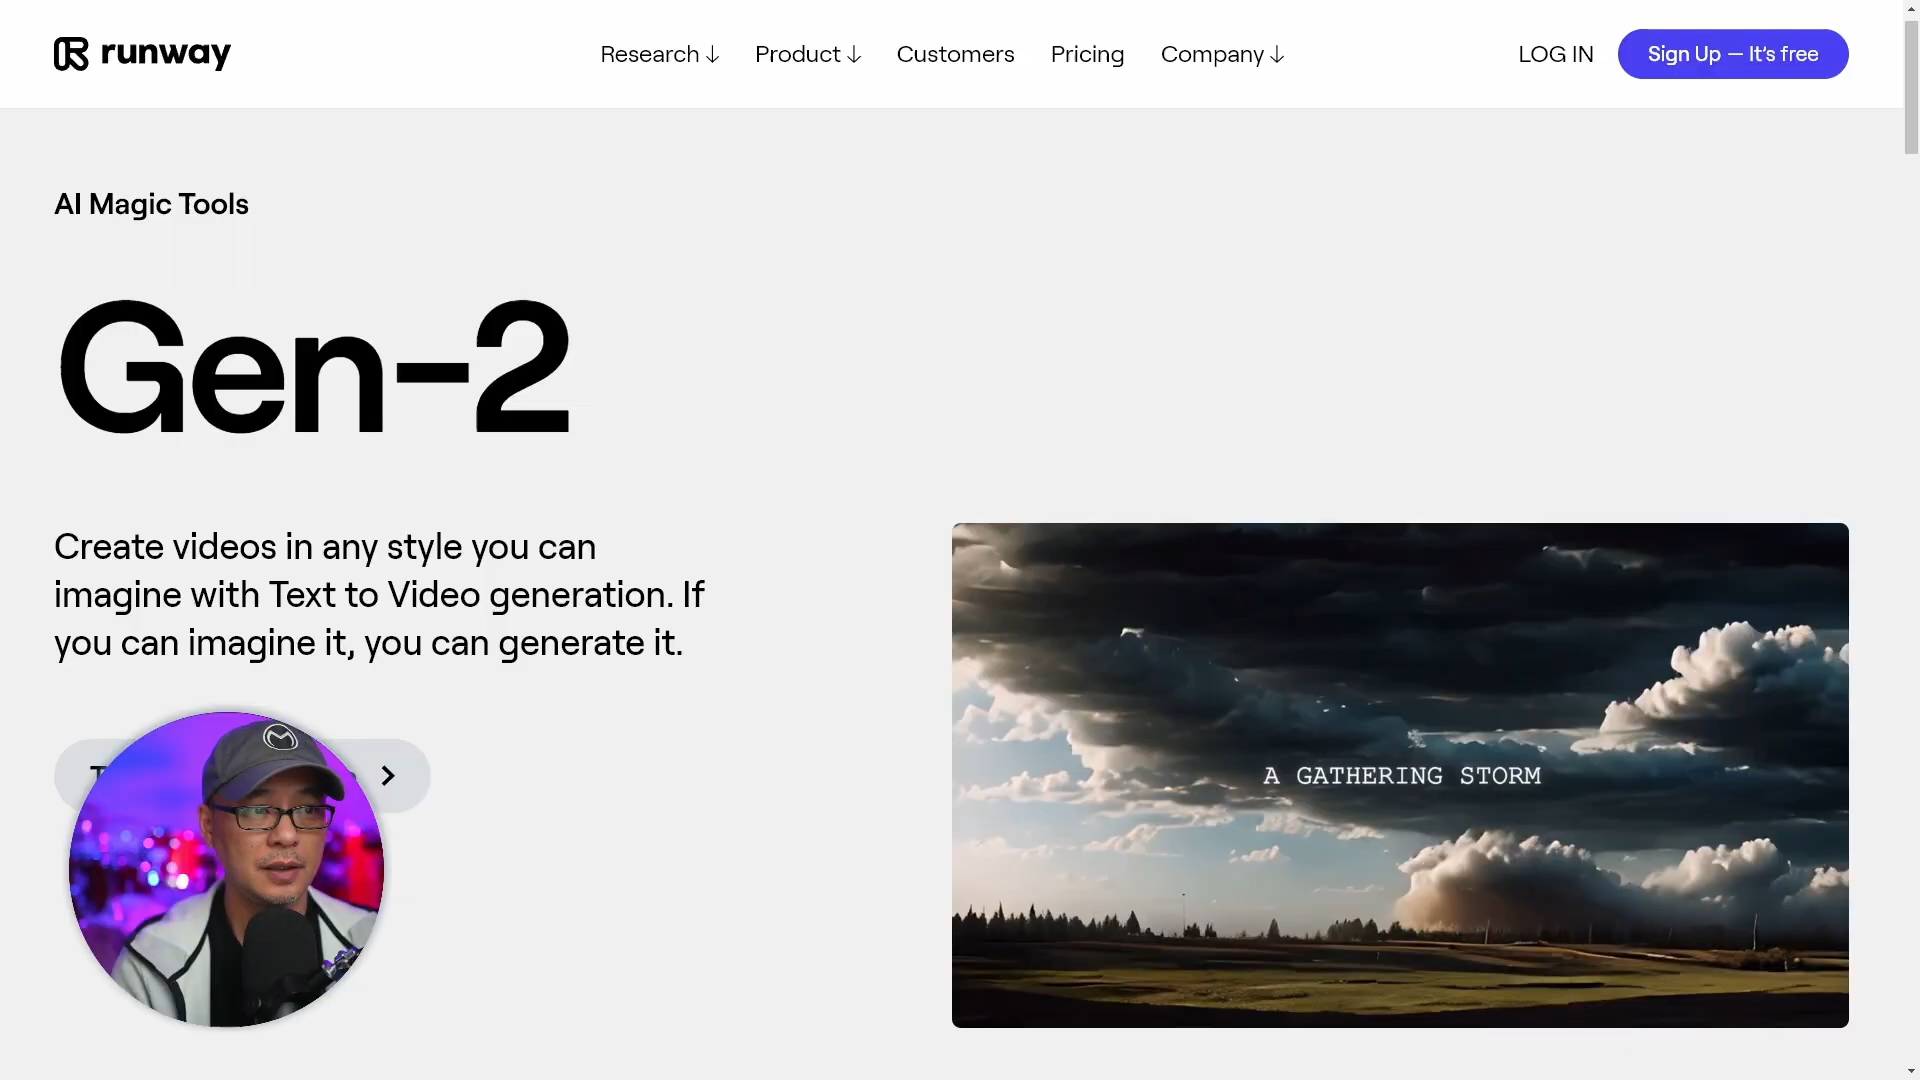 runway
Research ↓ Product ↓ Customers Pricing Company ↓
LOG IN
Sign Up — It's free
AI Magic Tools
Gen-2
Create videos in any style you can
imagine with Text to Video generation. If
you can imagine it, you can generate it.
A GATHERING STORM